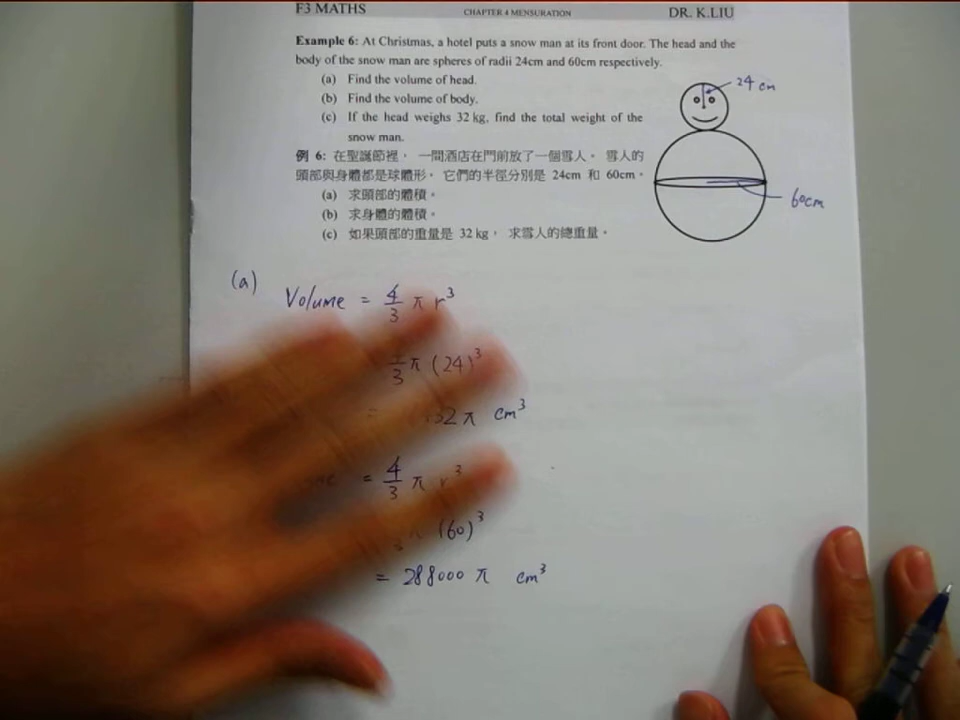 F3 MATHS CHAPTER 4 MENSURATION DR. K.LIU
Example 6: At Christmas, a hotel puts a snow man at its front door. The head and the
body of the snow man are spheres of radii 24cm and 60cm respectively.
(a) Find the volume of head.
(b) Find the volume of body.
(c) If the head weighs 32 kg, find the total weight of the
snow man.
24 cm
例 6: 在聖誕節裡， 一間酒店在門前放了一個雪人。 雪人的
頭部與身體都是球體形。 它們的半徑分別是 24cm 和 60cm。
(a) 求頭部的體積。
(b) 求身體的體積。
(c) 如果頭部的重量是 32 kg， 求雪人的總重量。
60cm
(a) Volume = 4/3 π r³
/3 π (24)³
= 32 π cm³
= 4/3 π r³
π (60)³
= 288000 π cm³